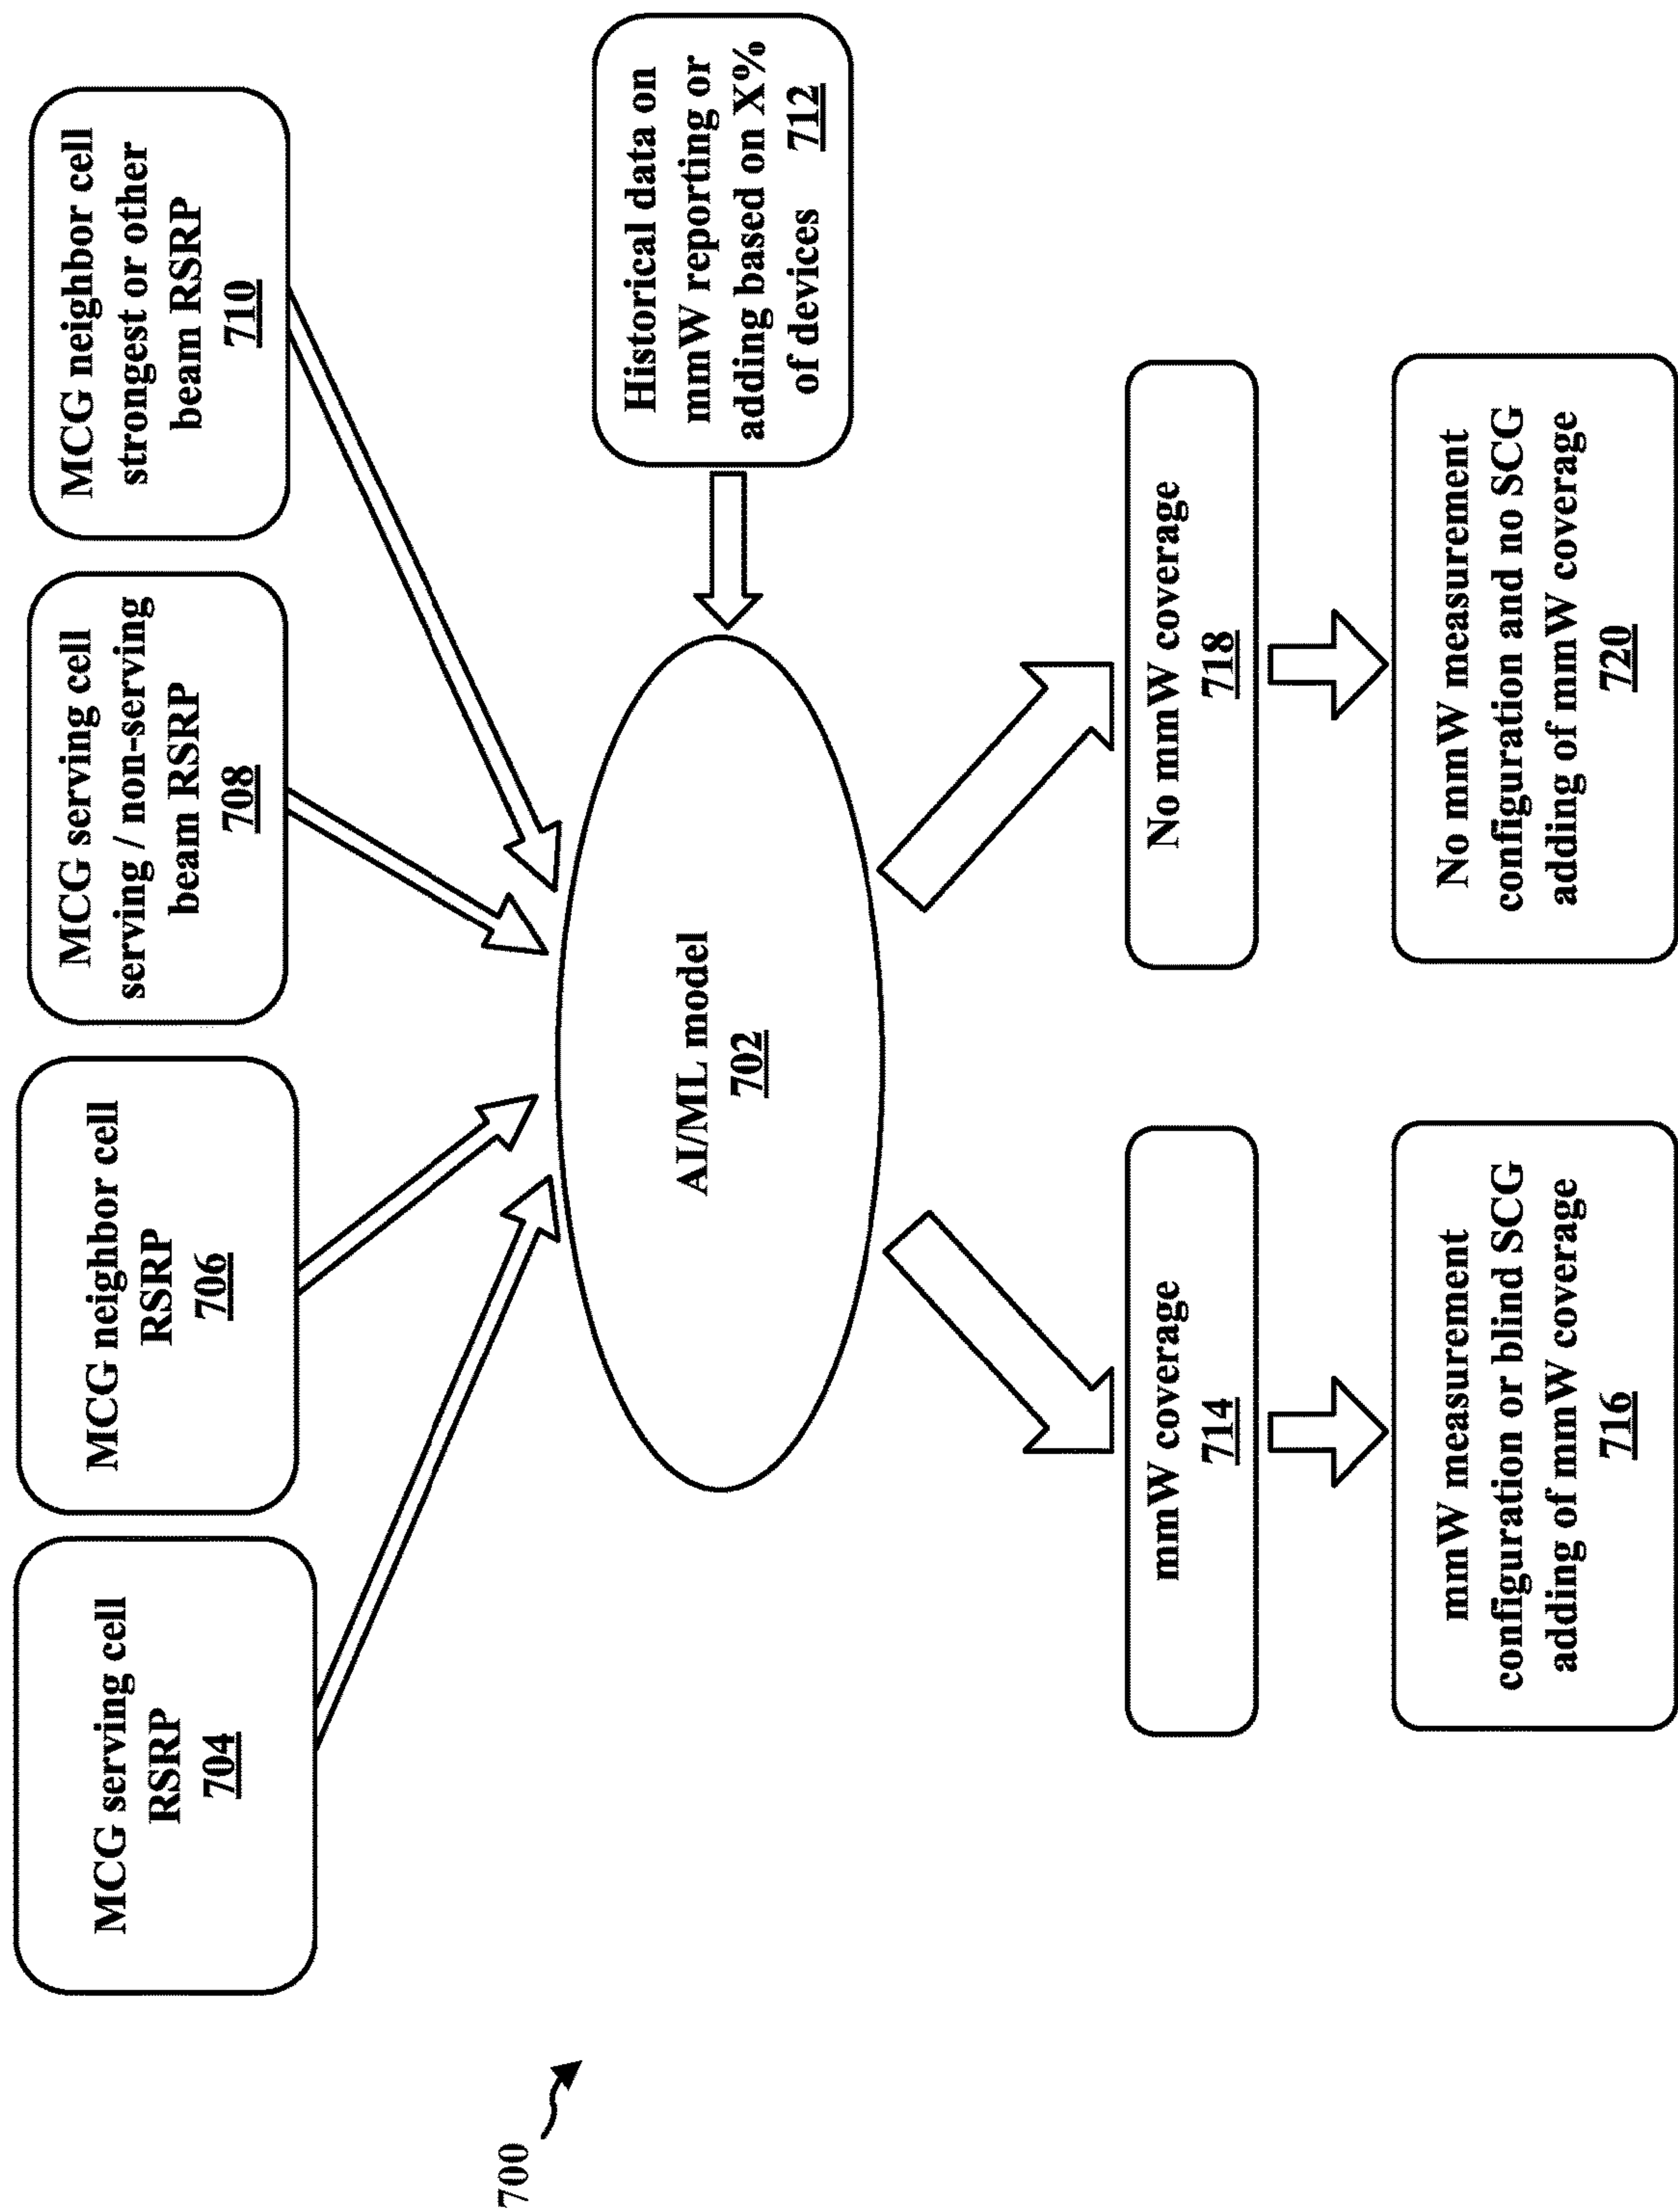 700
MCG serving cell
RSRP
704
MCG neighbor cell
RSRP
706
MCG serving cell
serving / non-serving
beam RSRP
708
MCG neighbor cell
strongest or other
beam RSRP
710
AI/ML model
702
Historical data on
mmW reporting or
adding based on X%
of devices 712
mmW coverage
714
No mmW coverage
718
mmW measurement
configuration or blind SCG
adding of mmW coverage
716
No mmW measurement
configuration and no SCG
adding of mmW coverage
720